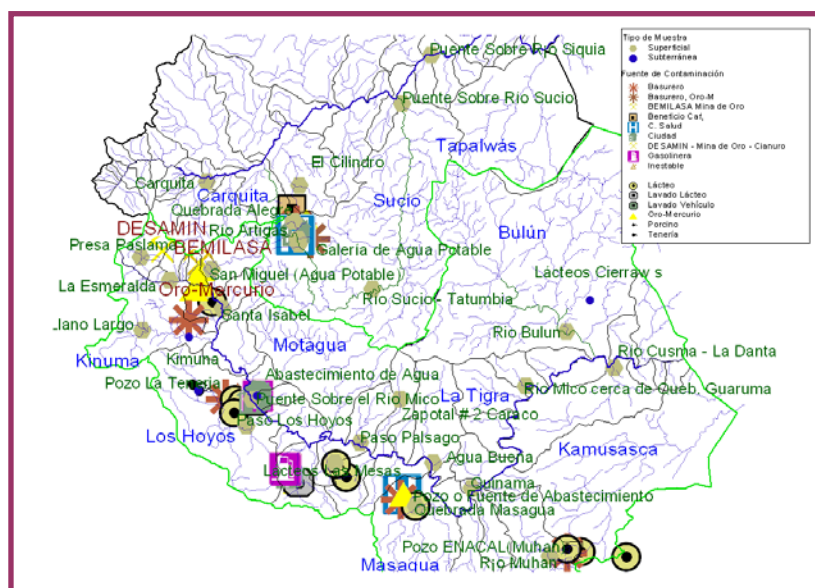 Puente Sobre Río Siquia
Puente Sobre Rio Sucio
Tapalwás
El Cilindro
Carquita
Carquita
Sucio
Quebrada Alegre
Bulún
DESAMIN
Rio Artigas
Presa Paslama
BEMILASA
Galeria de Agua Potable
San Miguel (Agua Potable)
Lácteos Cierraw s
La Esmeralda
Oro-Mercurio
Rio Sucio - Tatumbia
Santa Isabel
Llano Largo
Rio Bulun
Motagua
Kinuma
Kimuna
Rio Cusma - La Danta
Abastecimiento de Agua
Pozo La Teneria
La Tigra
Rio Mico cerca de Queb. Guaruma
Puente Sobre el Rio Mico
Zapotal # 2 Caraco
Paso Los Hoyos
Los Hoyos
Paso Palsago
Kamusasca
Agua Buena
Lácteos Las Mesas
Guinama
Pozo o Fuente de Abastecimiento
Quebrada Masagua
Pozo ENACAL (Muhan)
Masagua
Rio Muhan
Tipo de Muestra
Superficial
Subterránea
Fuente de Contaminación
Basurero
Basurero, Oro-M
BEMILASA Mina de Oro
Beneficio Caf,
C. Salud
Ciudad
DESAMIN - Mina de Oro - Cianuro
Gasolinera
Inestable
Lácteo
Lavado Lácteo
Lavado Vehículo
Oro-Mercurio
Porcino
Tenería